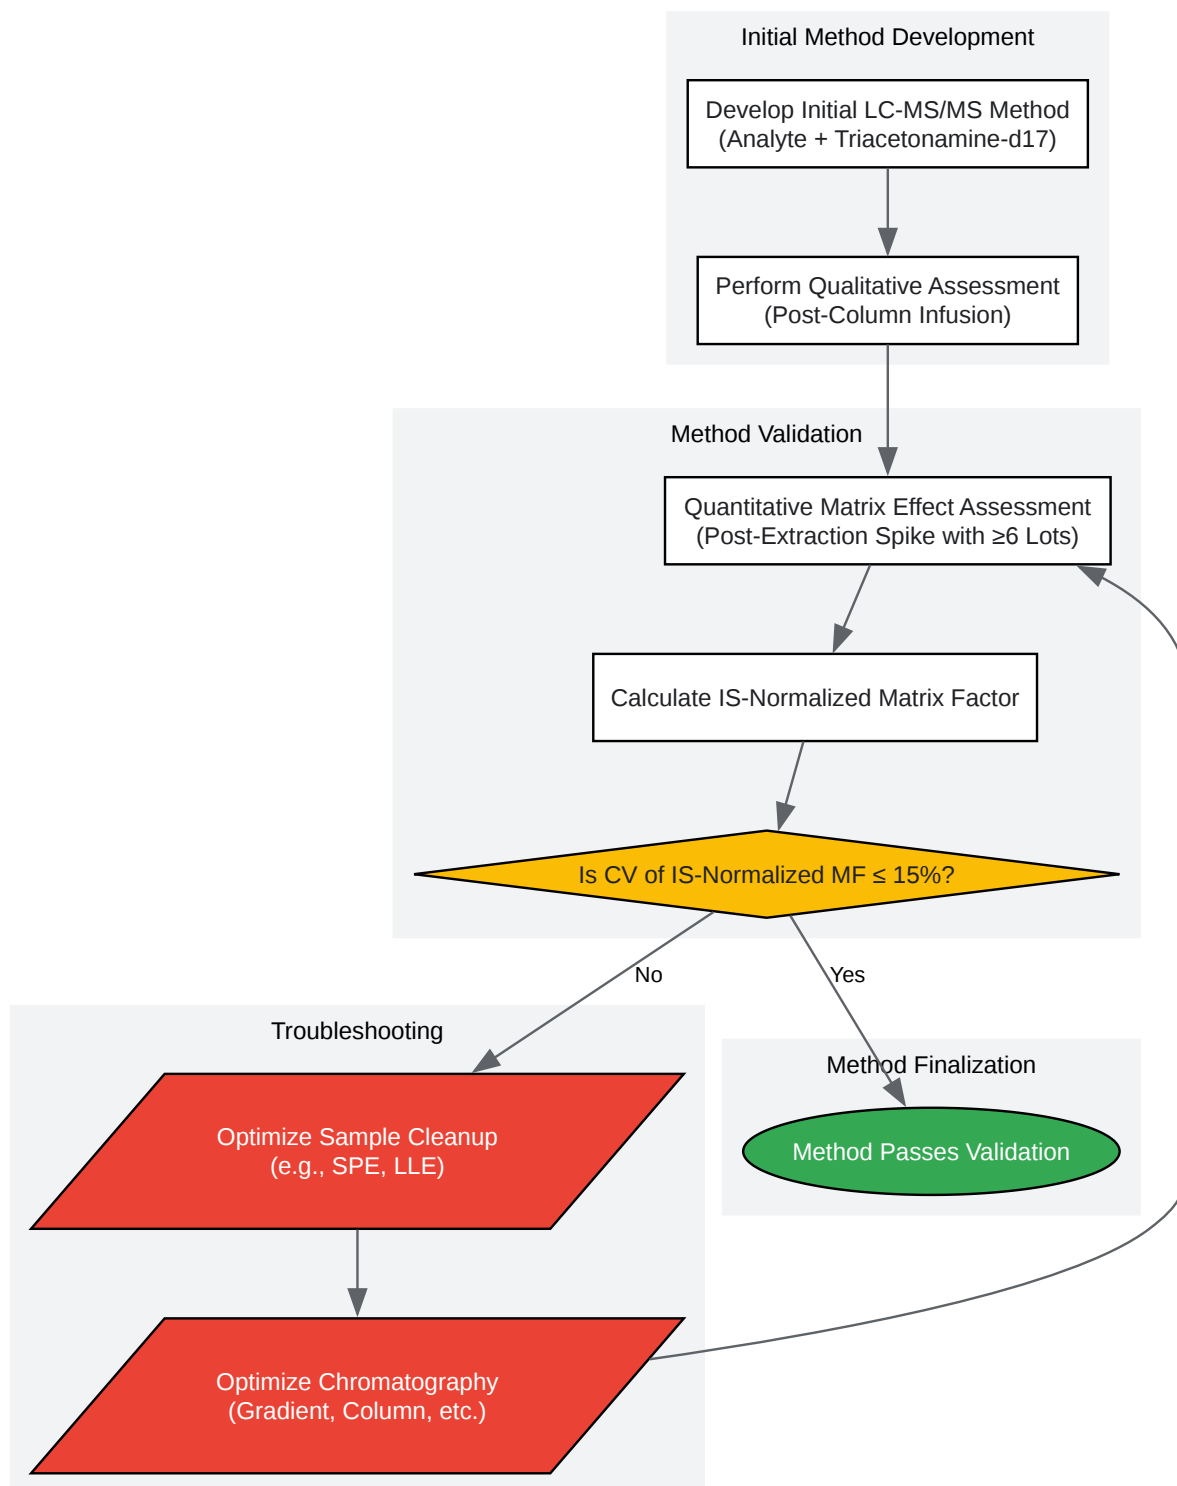 Initial Method Development
Develop Initial LC-MS/MS Method
(Analyte + Triacetonamine-d17)
Perform Qualitative Assessment
(Post-Column Infusion)
Method Validation
Quantitative Matrix Effect Assessment
(Post-Extraction Spike with ≥6 Lots)
Calculate IS-Normalized Matrix Factor
Is CV of IS-Normalized MF ≤ 15%?
No
Yes
Troubleshooting
Optimize Sample Cleanup
(e.g., SPE, LLE)
Optimize Chromatography
(Gradient, Column, etc.)
Method Finalization
Method Passes Validation